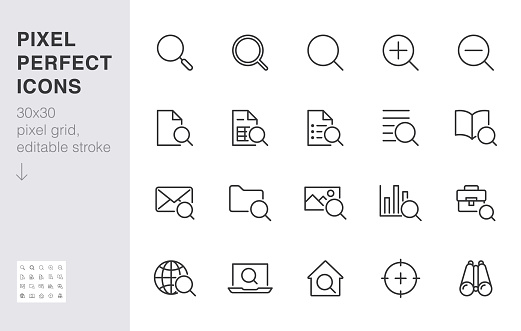 PIXEL
PERFECT
ICONS
30x30
pixel grid,
editable stroke